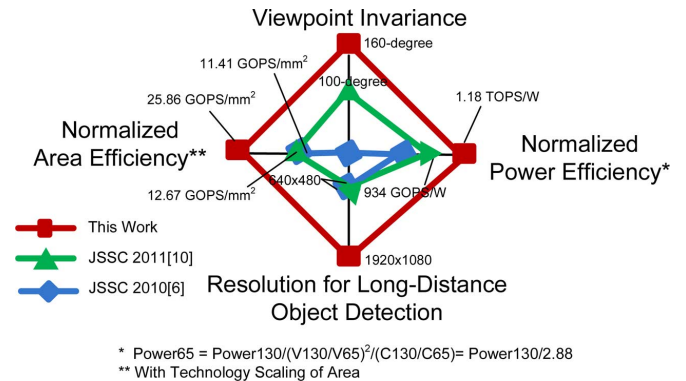 Viewpoint Invariance
160-degree
11.41 GOPS/mm²
100-degree
25.86 GOPS/mm²
1.18 TOPS/W
Normalized
Area Efficiency**
Normalized
Power Efficiency*
12.67 GOPS/mm²
640x480
934 GOPS/W
This Work
1920x1080
JSSC 2011[10]
Resolution for Long-Distance
Object Detection
JSSC 2010[6]
* Power65 = Power130/(V130/V65)²/(C130/C65)= Power130/2.88
** With Technology Scaling of Area